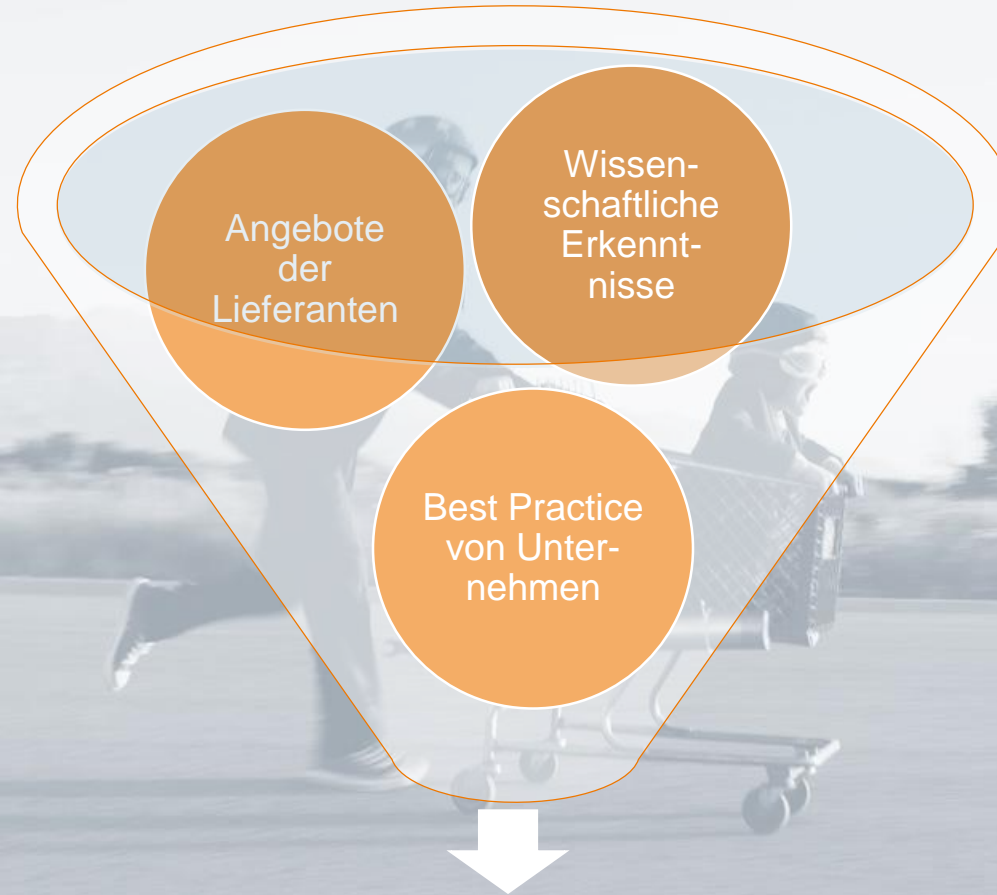 Angebote
der
Lieferanten
Wissen-
schaftliche
Erkennt-
nisse
Best Practice
von Unter-
nehmen